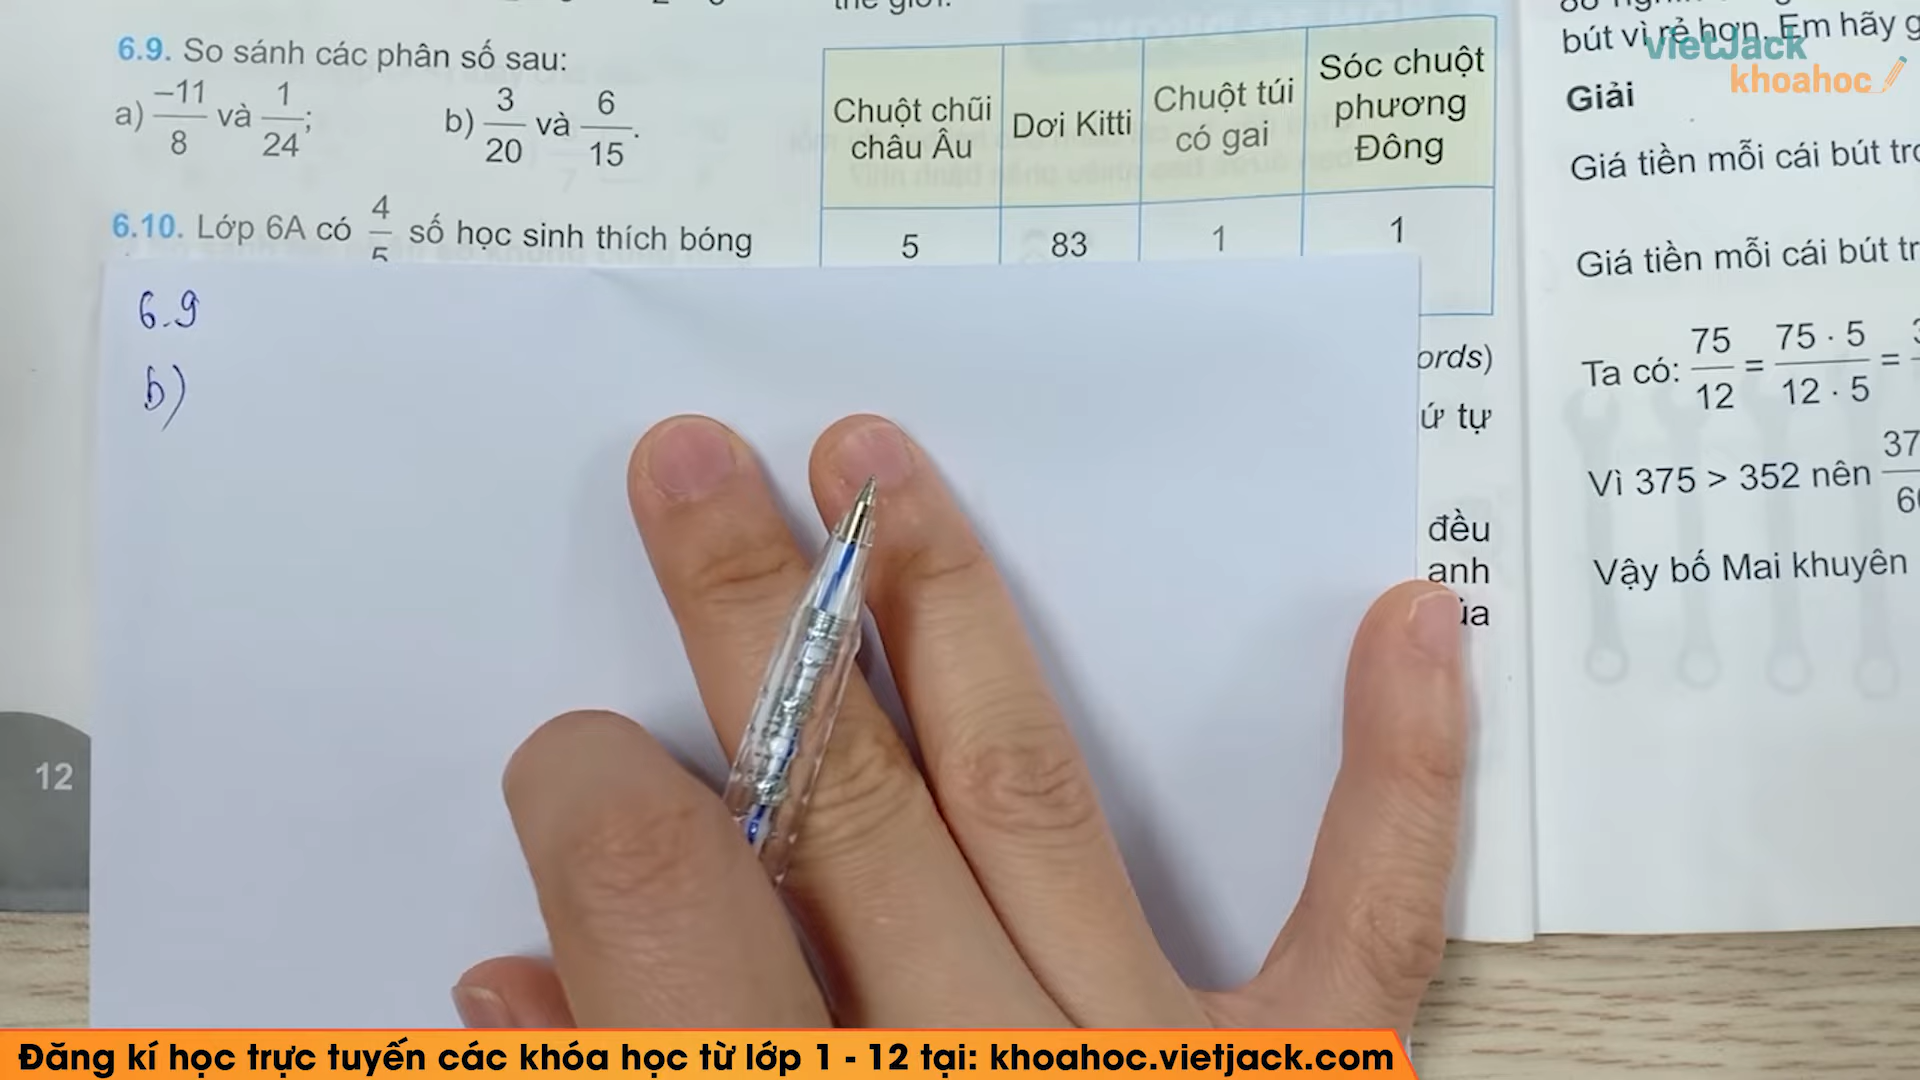 6.9. So sánh các phân số sau:
a) −11/8 và 1/24; b) 3/20 và 6/15.
6.10. Lớp 6A có 4/5 số học sinh thích bóng
Chuột chũi châu Âu
Dơi Kitti
Chuột túi có gai
Sóc chuột phương Đông
5 83 1 1
ords)
ứ tự
đều
anh
12
6.9
b)
bút vì rẻ hơn. Em hãy g
Giải
Giá tiền mỗi cái bút tro
Giá tiền mỗi cái bút tr
Ta có: 75/12 = 75 · 5/12 · 5 =
Vì 375 > 352 nên 37
Vậy bố Mai khuyên
vietJack
khoahoc
Đăng kí học trực tuyến các khóa học từ lớp 1 - 12 tại: khoahoc.vietjack.com